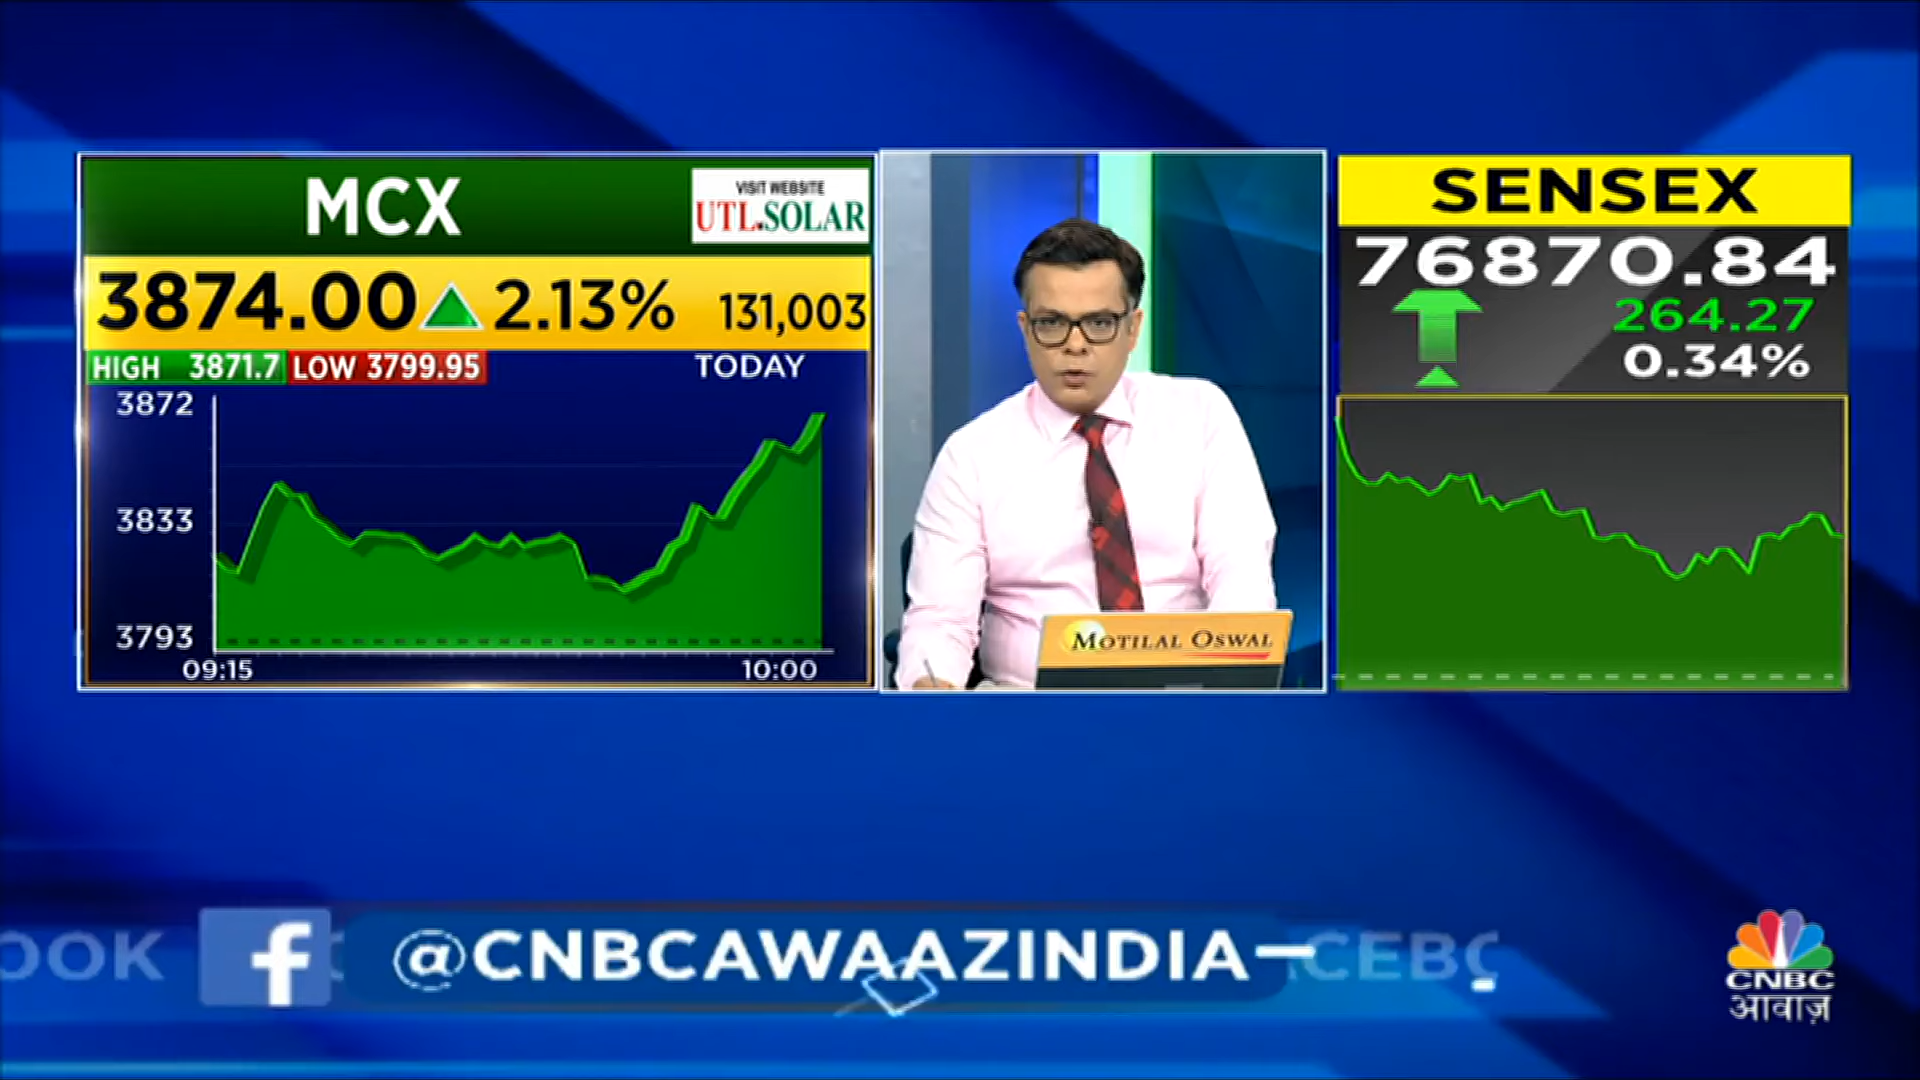 MCX
VISIT WEBSITE
UTL.SOLAR
3874.00 2.13% 131,003
HIGH 3871.7 LOW 3799.95 TODAY
3872
3833
3793
09:15 10:00
MOTILAL OSWAL
SENSEX
76870.84
264.27
0.34%
OOK f @CNBCAWAAZINDIA
CNBC
आवाज़